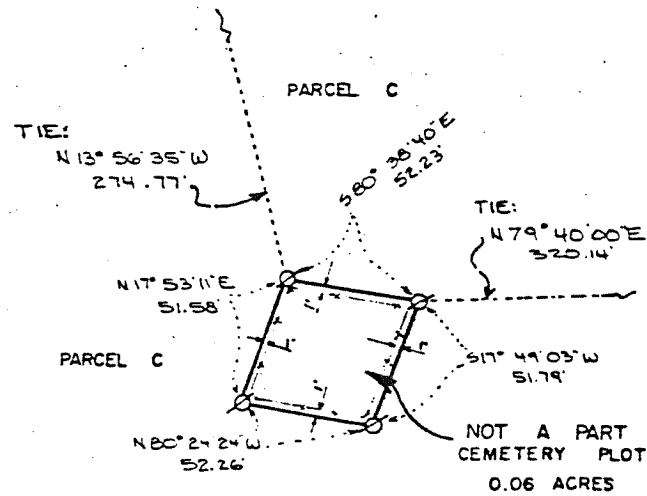 PARCEL C
TIE:
N 13° 56' 35" W
274.77'
S 80° 38' 40" E
52.23'
TIE:
N 79° 40' 00" E
320.14'
N 17° 53' 11" E
51.58'
PARCEL C
S 17° 49' 03" W
51.79'
N 80° 24' 24" W
52.26'
NOT A PART
CEMETERY PLOT
0.06 ACRES